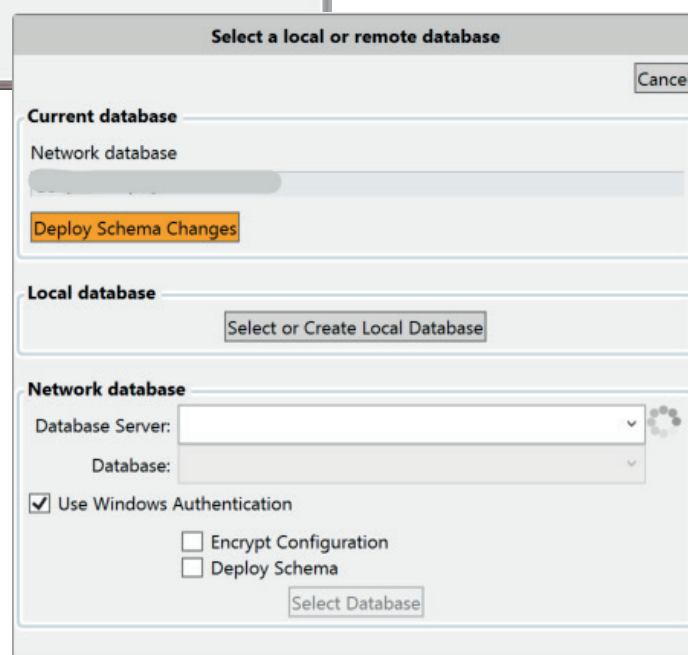 Select a local or remote database
Cance
Current database
Network database
Deploy Schema Changes
Local database
Select or Create Local Database
Network database
Database Server:
Database:
Use Windows Authentication
Encrypt Configuration
Deploy Schema
Select Database